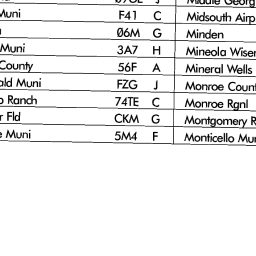 Muni F41 C Midsouth Airp
06M G Minden
Muni 3A7 H Mineola Wiser
County 56F A Mineral Wells
ald Muni FZG J Monroe Count
Ranch 74TE C Monroe Rgnl
Fld CKM G Montgomery R
Muni 5M4 F Monticello Mu